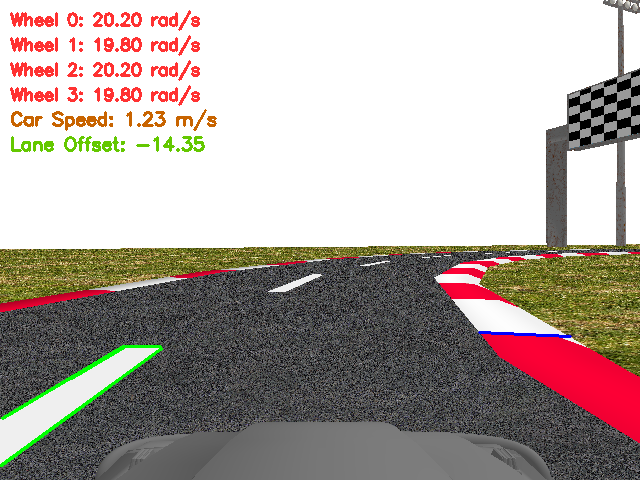 Wheel 0: 20.20 rad/s
Wheel 1: 19.80 rad/s
Wheel 2: 20.20 rad/s
Wheel 3: 19.80 rad/s
Car Speed: 1.23 m/s
Lane Offset: -14.35